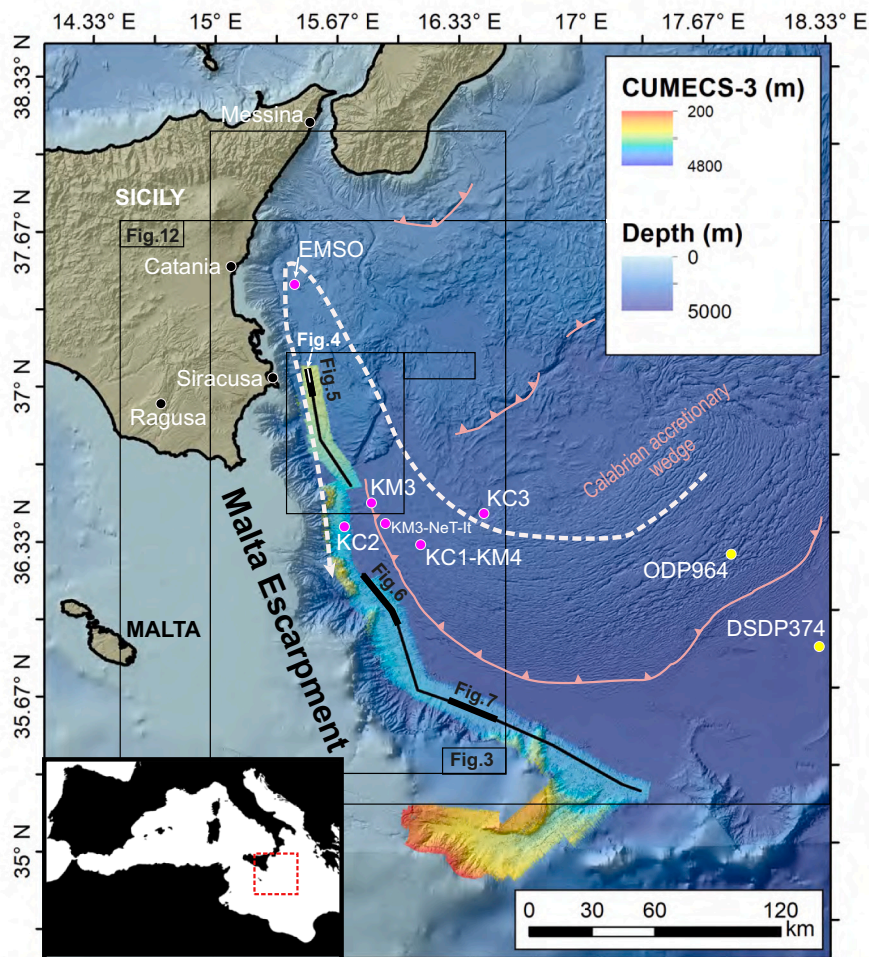 14.33° E
15° E
15.67° E
16.33° E
17° E
17.67° E
18.33° E
38.33° N
37.67° N
37° N
36.33° N
35.67° N
35° N
CUMECS-3 (m)
200
4800
Depth (m)
0
5000
Messina
SICILY
Fig.12
Catania
EMSO
Fig.4
Fig.5
Siracusa
Ragusa
Calabrian accretionary
wedge
KM3
KC3
KM3-NeT-It
KC2
KC1-KM4
ODP964
DSDP374
Malta Escarpment
Fig.6
MALTA
Fig.7
Fig.3
0
30
60
120
km